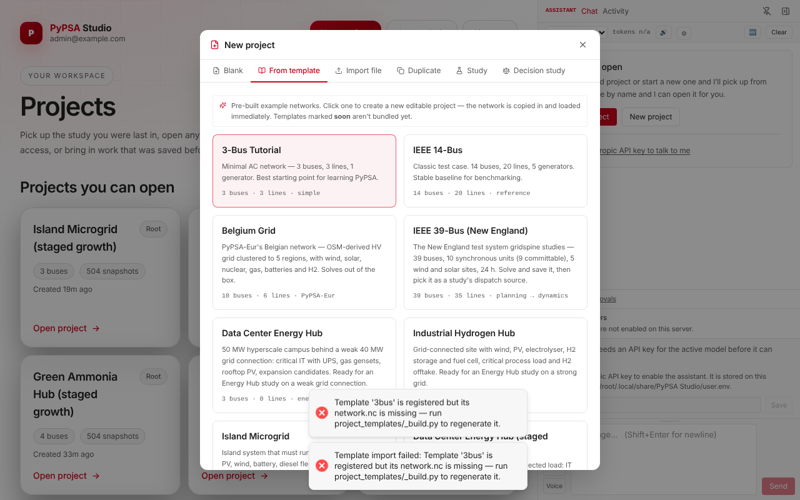 PyPSA Studio
admin@example.com
ASSISTANT Chat Activity
tokens n/a
Clear
YOUR WORKSPACE
Projects
Pick up the study you were last in, open any
access, or bring in work that was saved befo
Projects you can open
Island Microgrid
(staged growth)
Root
3 buses 504 snapshots
Created 19m ago
Open project →
Green Ammonia
Hub (staged
growth)
Root
4 buses 504 snapshots
Created 33m ago
Open project →
New project
Blank From template Import file Duplicate Study Decision study
Pre-built example networks. Click one to create a new editable project — the network is copied in and loaded
immediately. Templates marked soon aren't bundled yet.
3-Bus Tutorial
Minimal AC network — 3 buses, 3 lines, 1
generator. Best starting point for learning PyPSA.
3 buses · 3 lines · simple
IEEE 14-Bus
Classic test case. 14 buses, 20 lines, 5 generators.
Stable baseline for benchmarking.
14 buses · 20 lines · reference
Belgium Grid
PyPSA-Eur's Belgian network — OSM-derived HV
grid clustered to 5 regions, with wind, solar,
nuclear, gas, batteries and H2. Solves out of the
box.
10 buses · 6 lines · PyPSA-Eur
IEEE 39-Bus (New England)
The New England test system gridspine studies —
39 buses, 10 synchronous units (9 committable), 5
wind and solar sites, 24 h. Solve and save it, then
pick it as a study's dispatch source.
39 buses · 35 lines · planning → dynamics
Data Center Energy Hub
50 MW hyperscale campus behind a weak 40 MW
grid connection: critical IT with UPS, gas gensets,
rooftop PV, expansion candidates. Ready for an
Energy Hub study on a weak grid connection.
3 buses · 0 lines · ene
Industrial Hydrogen Hub
Grid-connected site with wind, PV, electrolyser, H2
storage and fuel cell, critical process load and H2
offtake. Ready for an Energy Hub study on a strong
grid.
Island Microgrid
Island system that must run
PV, wind, battery, diesel fle
Data Center Energy Hub (staged
ected load: IT
Template '3bus' is registered but its
network.nc is missing — run
project_templates/_build.py to regenerate it.
Template import failed: Template '3bus' is
registered but its network.nc is missing — run
project_templates/_build.py to regenerate it.
open
d project or start a new one and I'll pick up from
e by name and I can open it for you.
ct
New project
ropic API key to talk to me
ovals
rs
re not enabled on this server.
eeds an API key for the active model before it can
pic API key to enable the assistant. It is stored on this
/root/.local/share/PyPSA Studio/user.env.
Save
ge... (Shift+Enter for newline)
Voice
Send